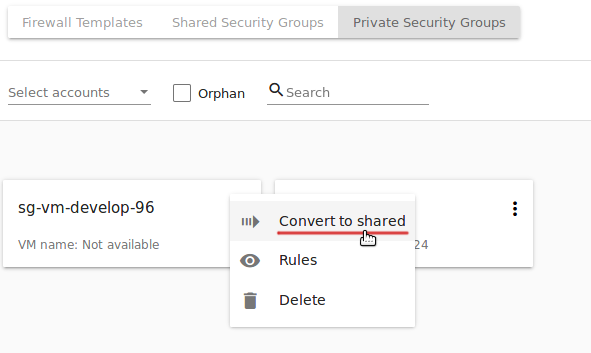 Firewall Templates Shared Security Groups Private Security Groups
Select accounts Orphan Search
sg-vm-develop-96
VM name: Not available 24
Convert to shared
Rules
Delete